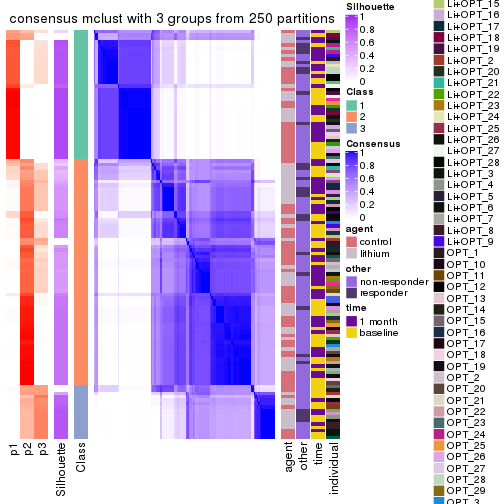 consensus mclust with 3 groups from 250 partitions
p1
p2
p3
Silhouette
Class
agent
other
time
individual
Silhouette
1
0.8
0.6
0.4
0.2
0
Class
1
2
3
Consensus
1
0.8
0.6
0.4
0.2
0
agent
control
lithium
other
non-responder
responder
time
1 month
baseline
Li+OPT_15
Li+OPT_16
Li+OPT_17
Li+OPT_18
Li+OPT_19
Li+OPT_2
Li+OPT_20
Li+OPT_21
Li+OPT_22
Li+OPT_23
Li+OPT_24
Li+OPT_25
Li+OPT_26
Li+OPT_27
Li+OPT_28
Li+OPT_3
Li+OPT_4
Li+OPT_5
Li+OPT_6
Li+OPT_7
Li+OPT_8
Li+OPT_9
OPT_1
OPT_10
OPT_11
OPT_12
OPT_13
OPT_14
OPT_15
OPT_16
OPT_17
OPT_18
OPT_19
OPT_2
OPT_20
OPT_21
OPT_22
OPT_23
OPT_24
OPT_25
OPT_26
OPT_27
OPT_28
OPT_29
OPT_3